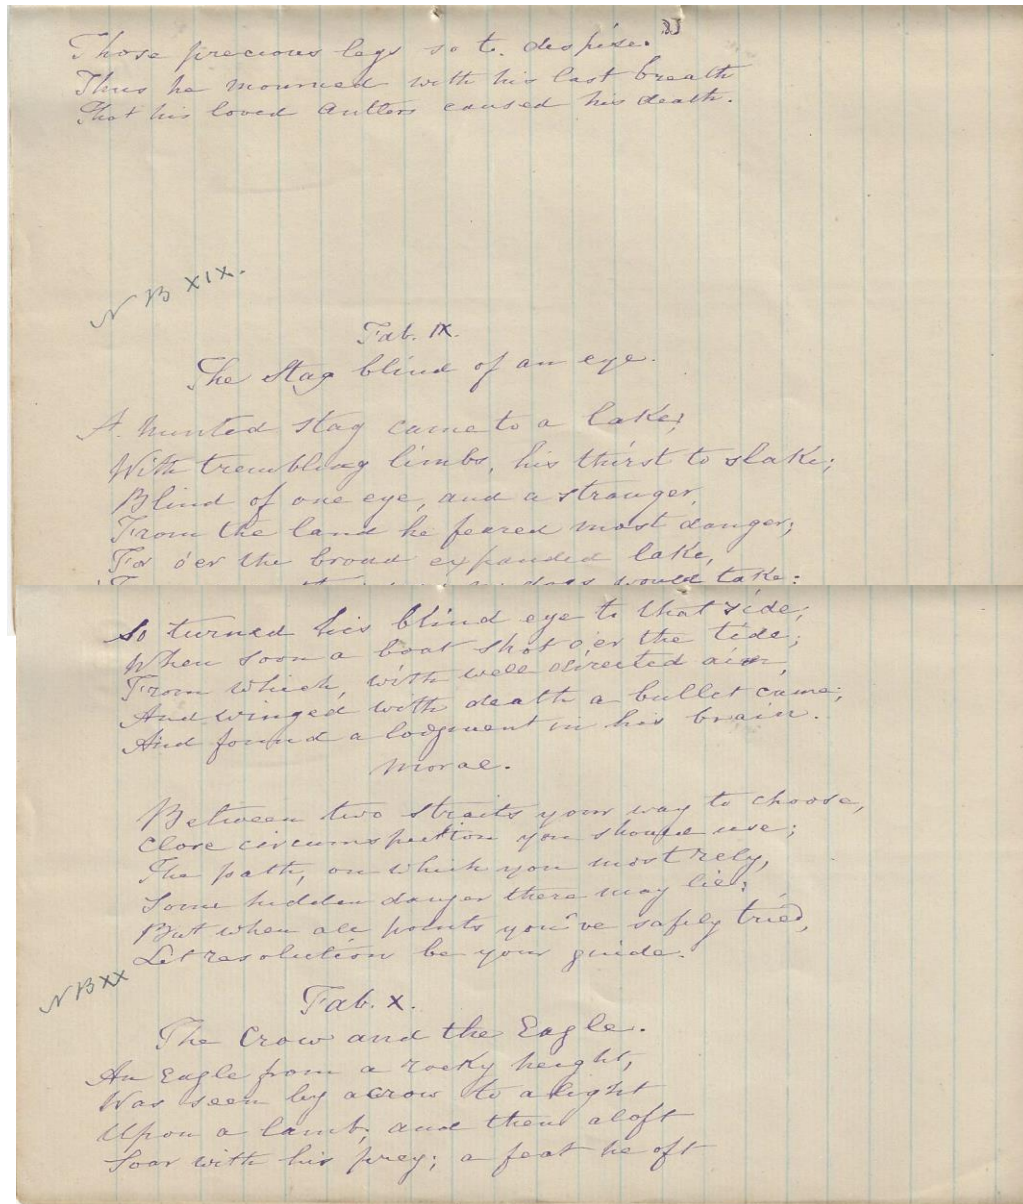 33
Those precious legs so to despise.
Thus he mourned with his last breath
That his loved Antlers caused his death.
N B XIX.
Fab. IX.
The Stag blind of an eye.
A hunted stag came to a lake;
With trembling limbs, his thirst to slake;
Blind of one eye, and a stranger,
From the land he feared most danger;
For o'er the broad expanded lake,
dogs would take:
So turned his blind eye to that side;
When soon a boat shot o'er the tide;
From which, with well directed aim,
And winged with death a bullet came;
And found a lodgment in his brain.
Moral.
Between two straits your way to choose,
Close circumspection you should use;
The path, on which you most rely,
Some hidden danger there may lie:
But when all points you've safely tried,
Let resolution be your guide.
N B XX
Fab. X.
The Crow and the Eagle.
An Eagle from a rocky height,
Was seen by a crow to alight
Upon a lamb, and then aloft
Soar with his prey; a feat he oft